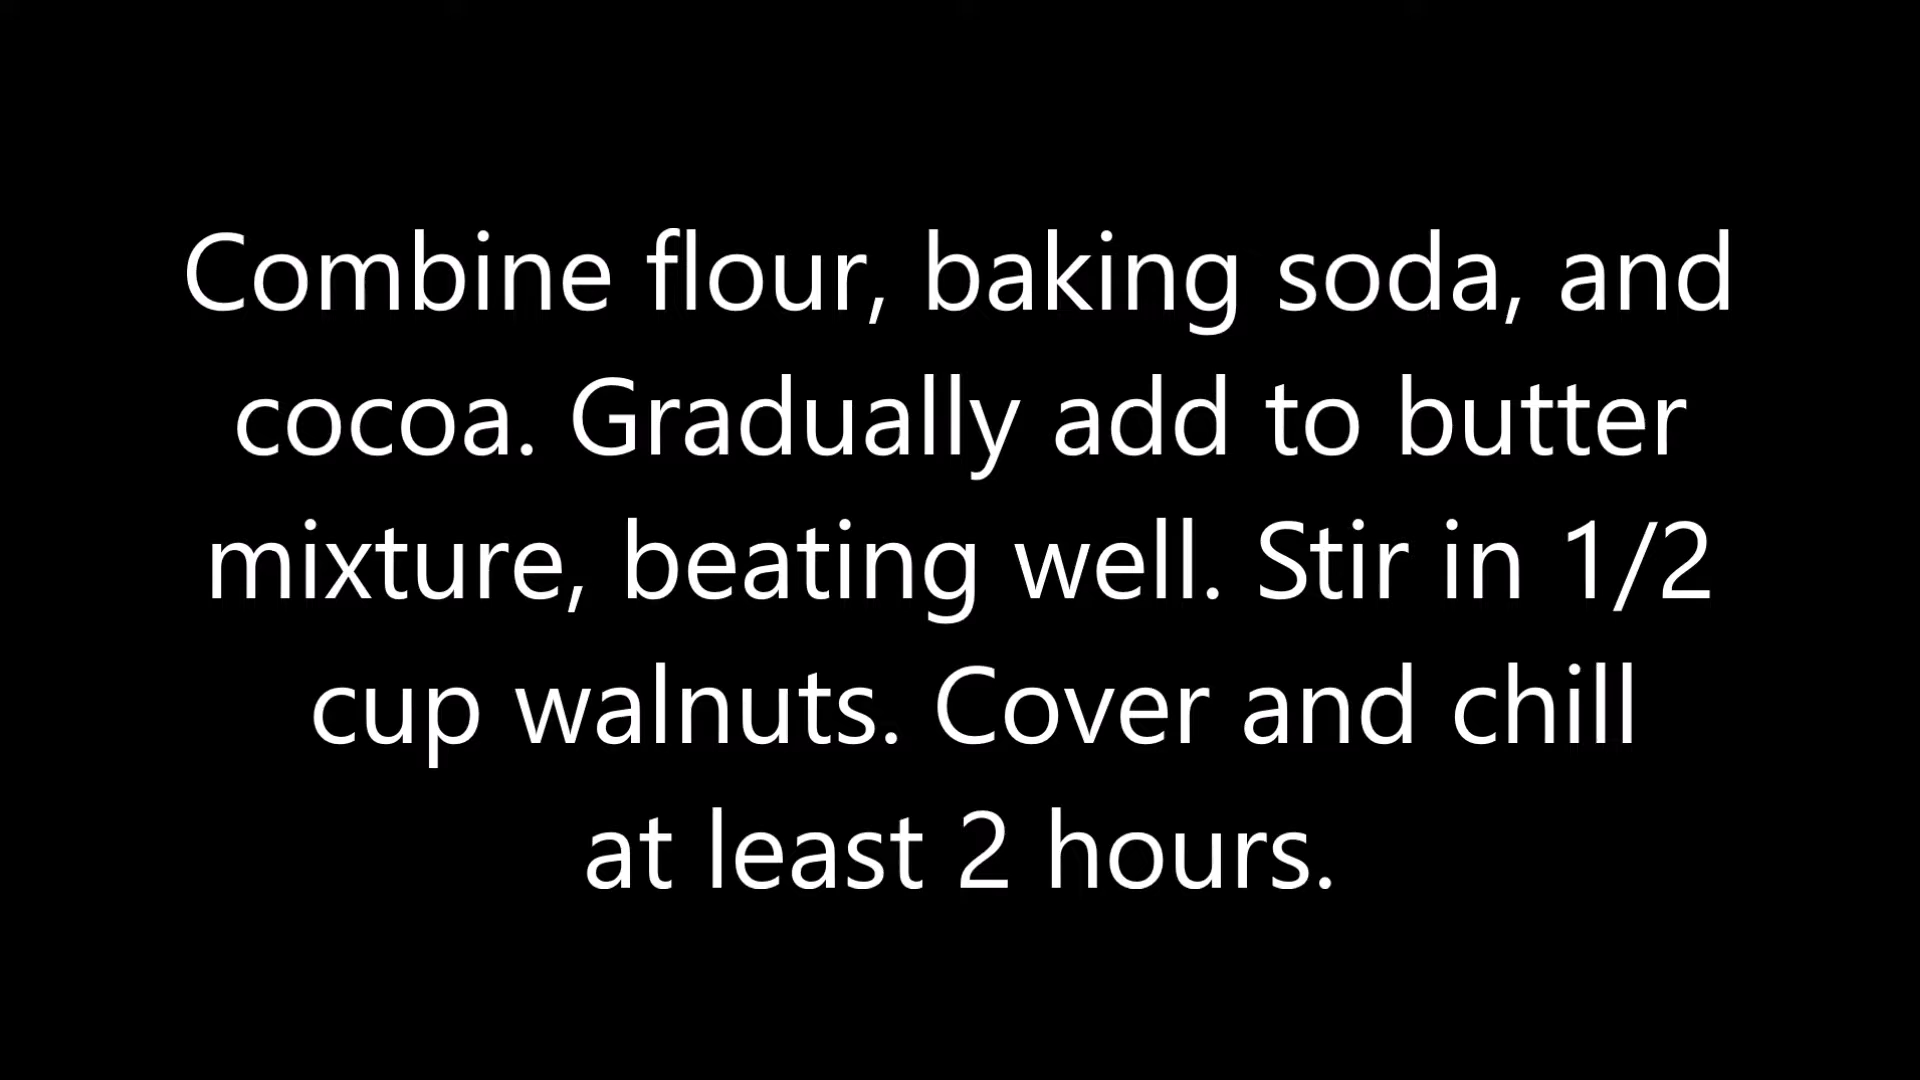 Combine flour, baking soda, and
cocoa. Gradually add to butter
mixture, beating well. Stir in 1/2
cup walnuts. Cover and chill
at least 2 hours.